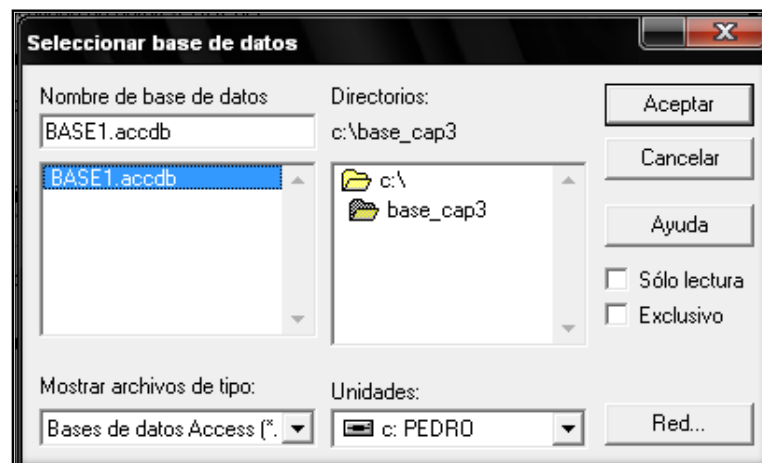 Seleccionar base de datos
Nombre de base de datos
BASE1.accdb
BASE1.accdb
Directorios:
c:\base_cap3
c:\
base_cap3
Aceptar
Cancelar
Ayuda
Sólo lectura
Exclusivo
Mostrar archivos de tipo:
Bases de datos Access (*.
Unidades:
c: PEDRO
Red...